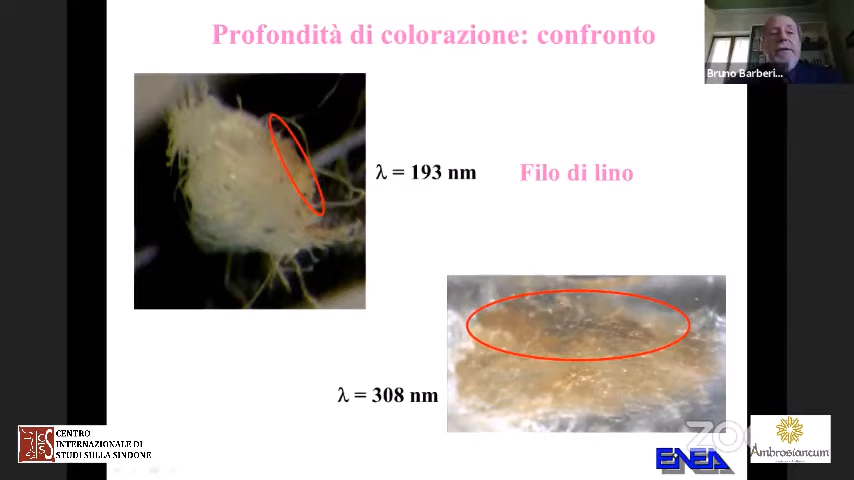 Profondità di colorazione: confronto
Bruno Barberi...
λ = 193 nm
Filo di lino
λ = 308 nm
CENTRO
INTERNAZIONALE DI
STUDI SULLA SINDONE
ENEA
zoo
Ambrosianeum